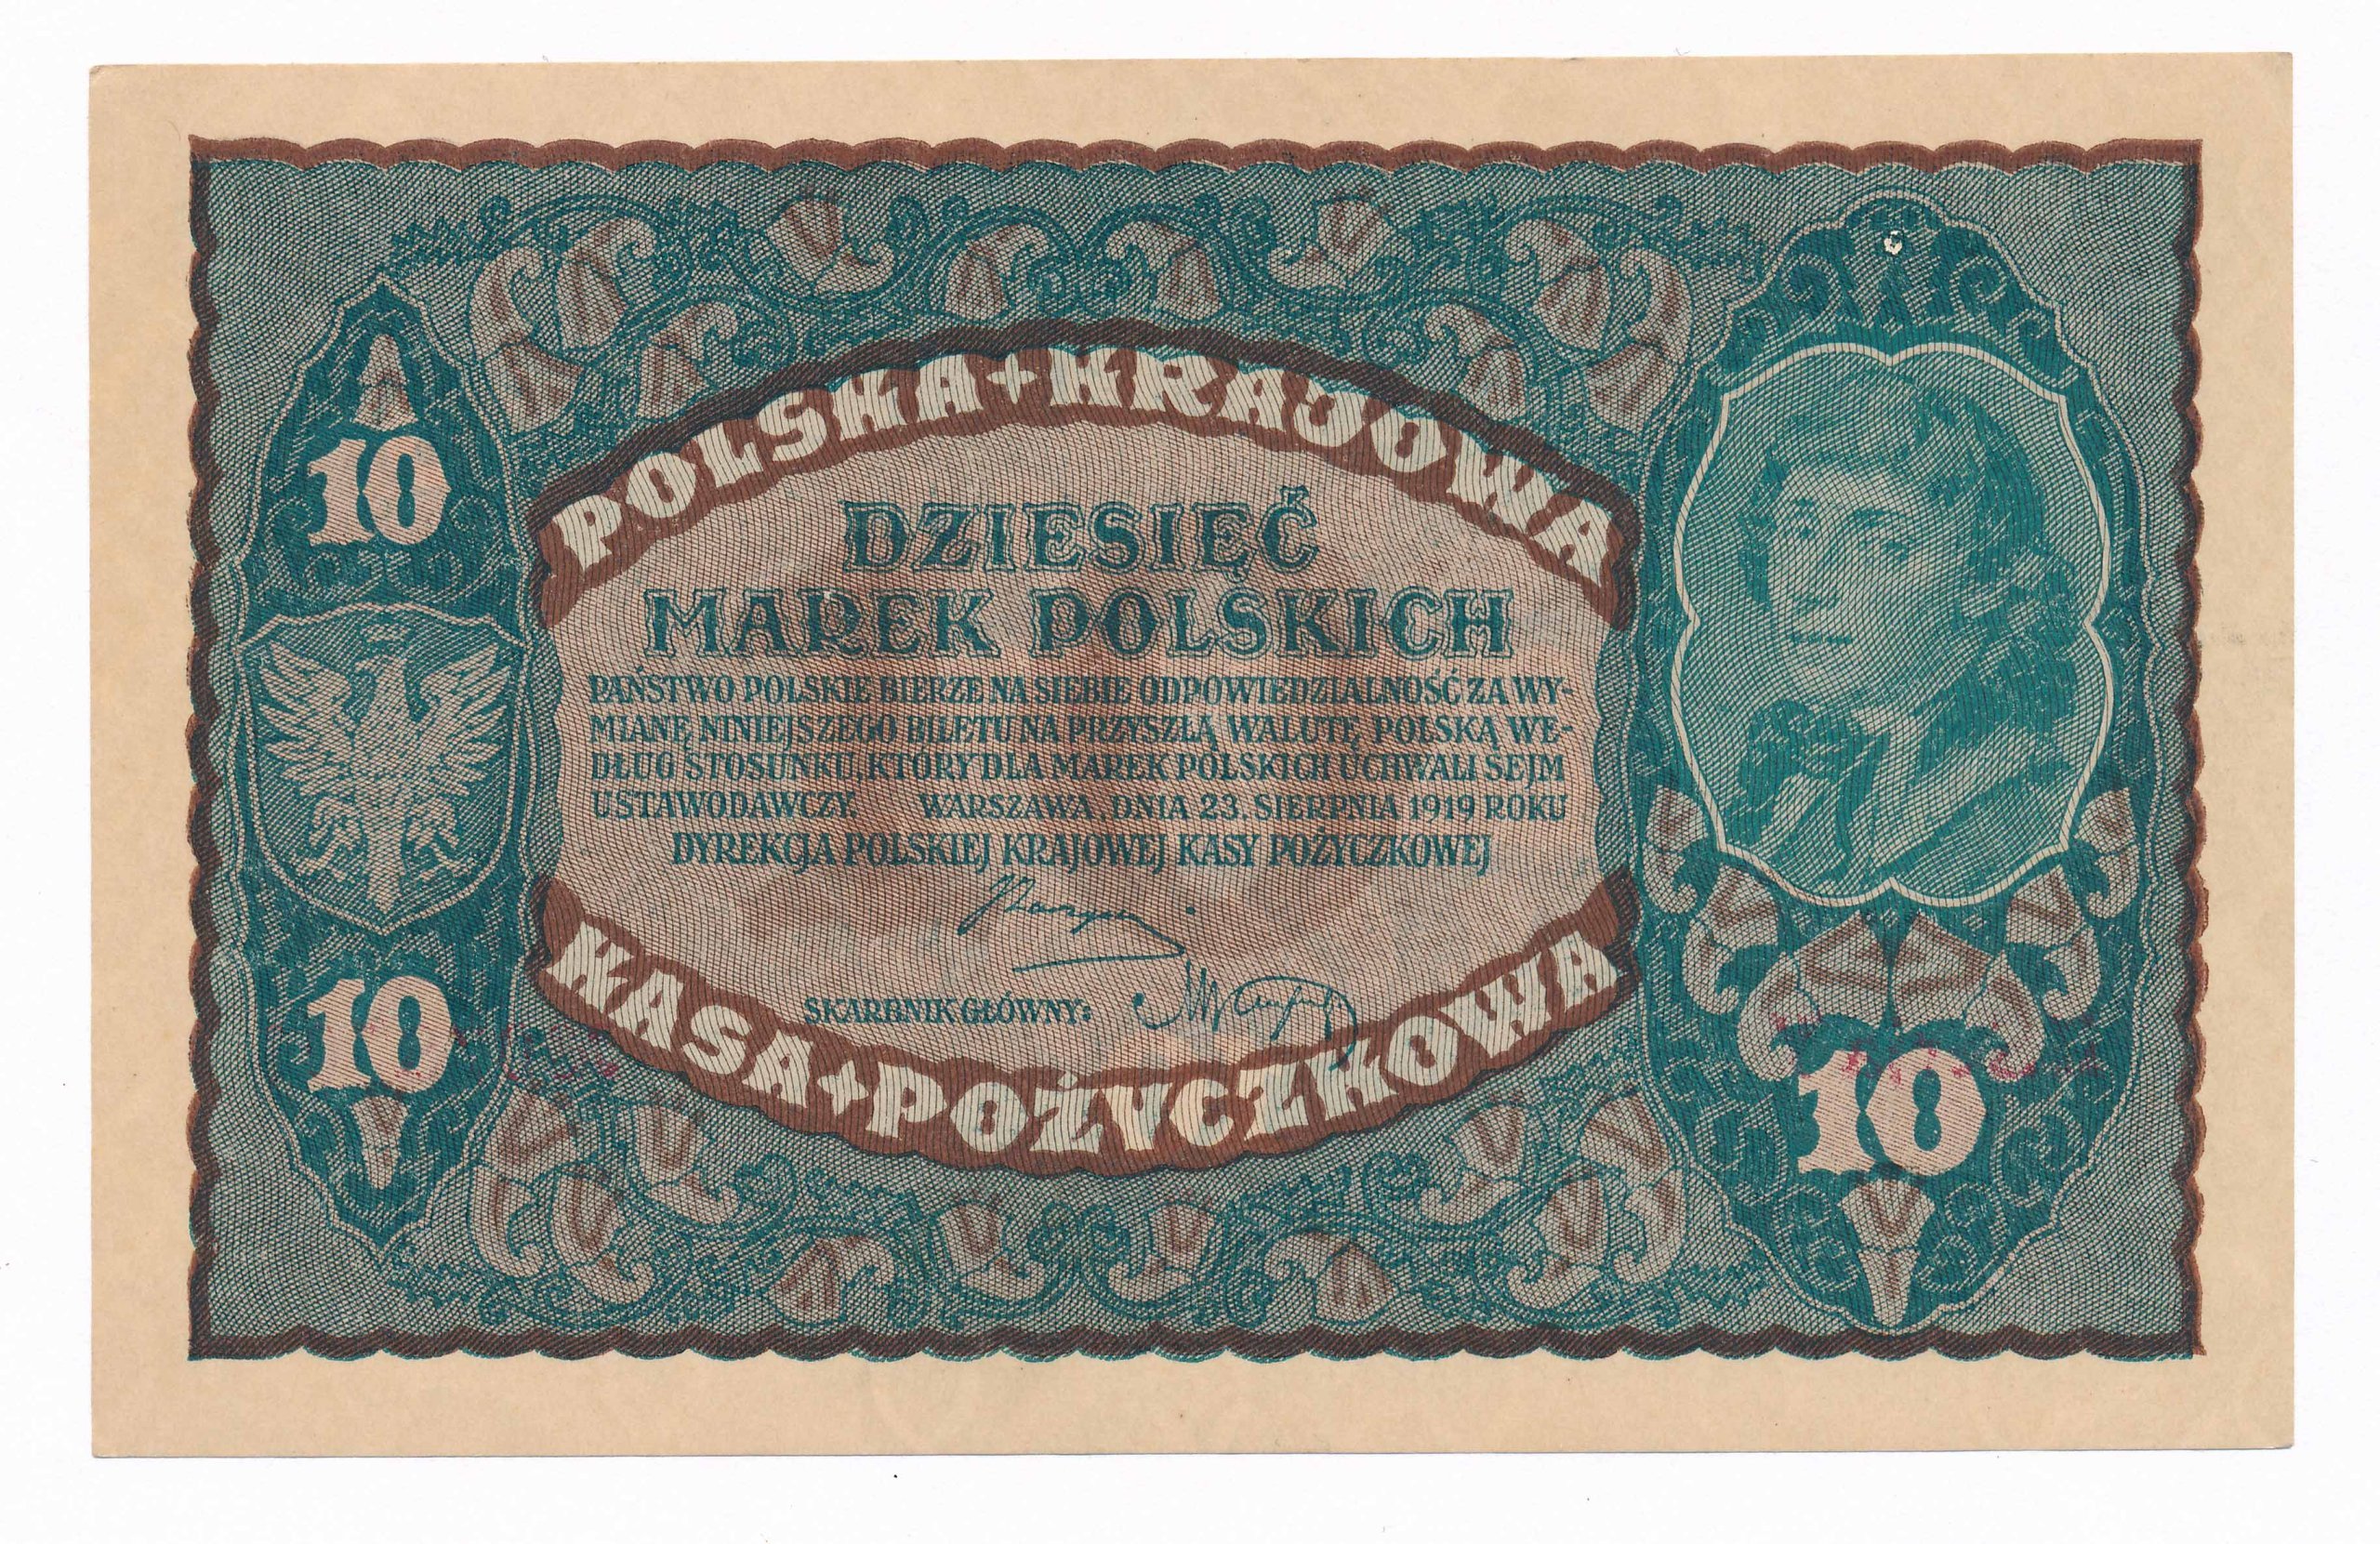 POLSKA + KRAJOWA
10
DZIESIĘĆ
MAREK POLSKICH
PAŃSTWO POLSKIE BIERZE NA SIEBIE ODPOWIEDZIALNOŚĆ ZA WY-
MIANĘ NINIEJSZEGO BILETU NA PRZYSZŁĄ WALUTĘ POLSKĄ WE-
DŁUG STOSUNKU, KTÓRY DLA MAREK POLSKICH UCHWALI SEJM
USTAWODAWCZY. WARSZAWA, DNIA 23. SIERPNIA 1919 ROKU
DYREKCJA POLSKIEJ KRAJOWEJ KASY POŻYCZKOWEJ
SKARBNIK GŁÓWNY:
10
KASA + POŻYCZKOWA
10